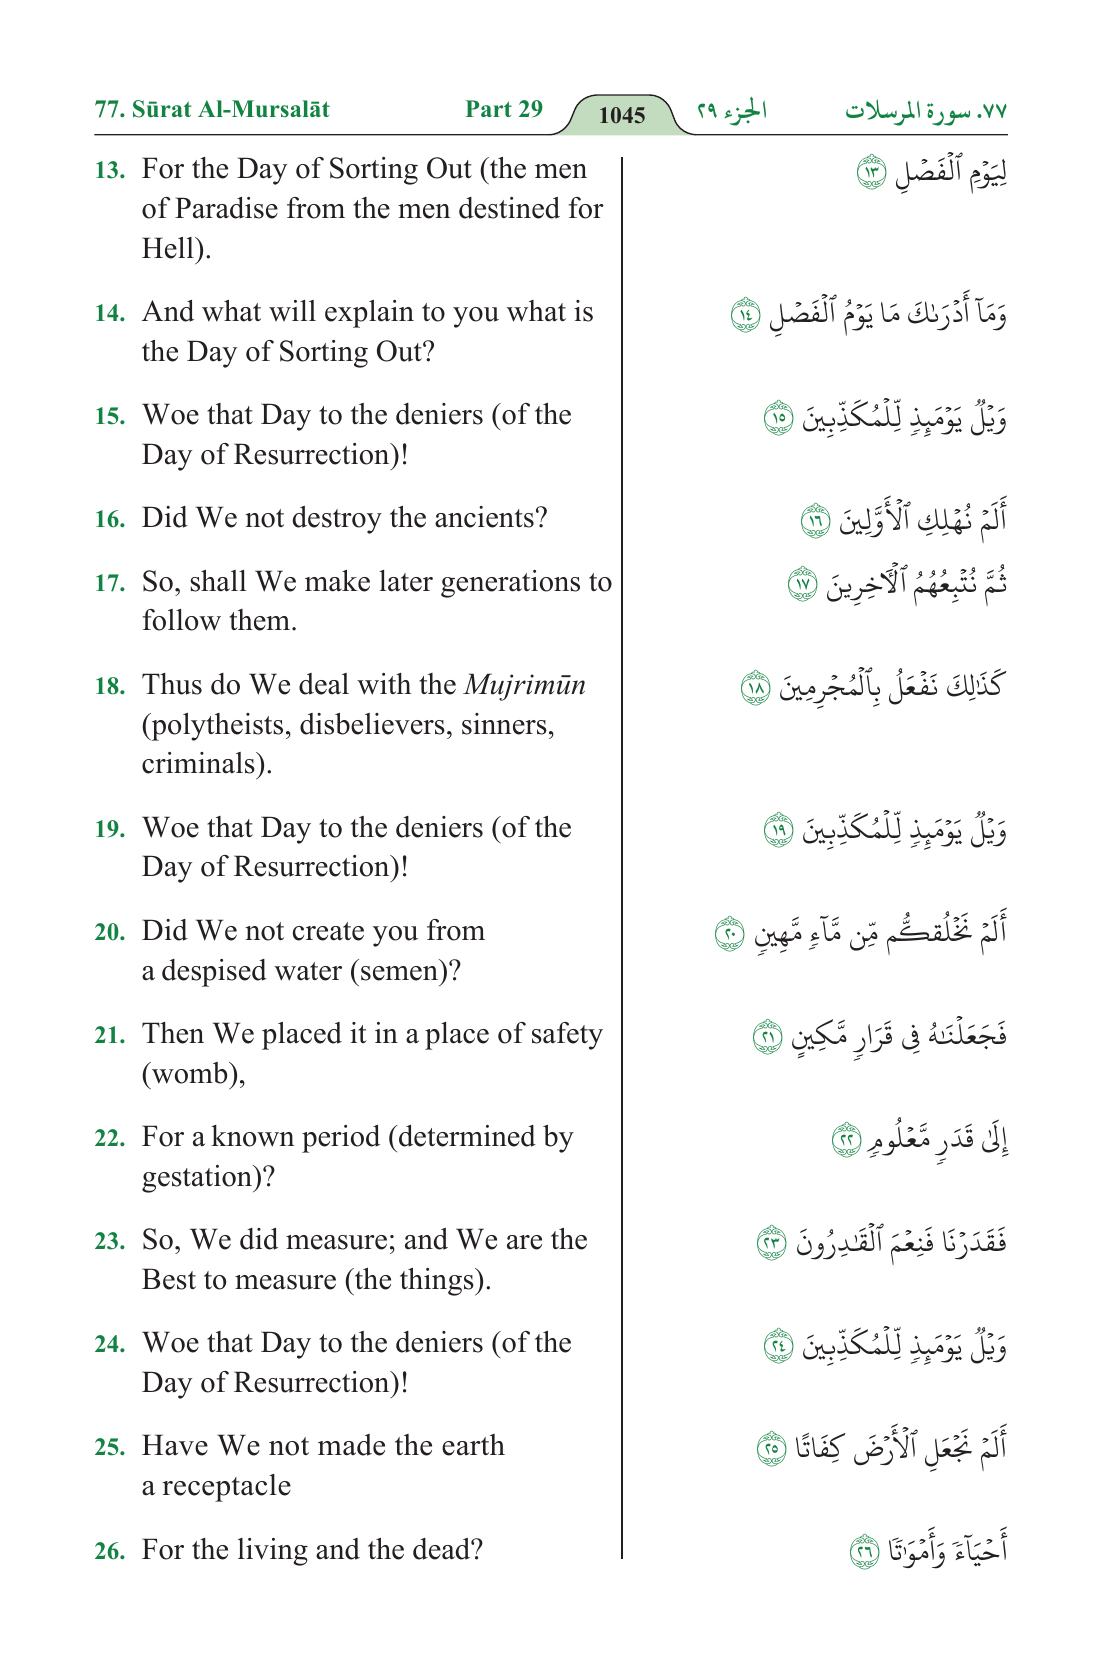 77. Sūrat Al-Mursalāt Part 29 1045 الجزء ٢٩ ٧٧. سورة المرسلات
13. For the Day of Sorting Out (the men
of Paradise from the men destined for
Hell).
لِيَوْمِ ٱلْفَصْلِ ١٣
14. And what will explain to you what is
the Day of Sorting Out?
وَمَآ أَدْرَىٰكَ مَا يَوْمُ ٱلْفَصْلِ ١٤
15. Woe that Day to the deniers (of the
Day of Resurrection)!
وَيْلٌ يَوْمَئِذٍ لِّلْمُكَذِّبِينَ ١٥
16. Did We not destroy the ancients?
أَلَمْ نُهْلِكِ ٱلْأَوَّلِينَ ١٦
17. So, shall We make later generations to
follow them.
ثُمَّ نُتْبِعُهُمُ ٱلْـَٔاخِرِينَ ١٧
18. Thus do We deal with the Mujrimūn
(polytheists, disbelievers, sinners,
criminals).
كَذَٰلِكَ نَفْعَلُ بِٱلْمُجْرِمِينَ ١٨
19. Woe that Day to the deniers (of the
Day of Resurrection)!
وَيْلٌ يَوْمَئِذٍ لِّلْمُكَذِّبِينَ ١٩
20. Did We not create you from
a despised water (semen)?
أَلَمْ نَخْلُقكُّم مِّن مَّآءٍ مَّهِينٍ ٢٠
21. Then We placed it in a place of safety
(womb),
فَجَعَلْنَٰهُ فِى قَرَارٍ مَّكِينٍ ٢١
22. For a known period (determined by
gestation)?
إِلَىٰ قَدَرٍ مَّعْلُومٍ ٢٢
23. So, We did measure; and We are the
Best to measure (the things).
فَقَدَرْنَا فَنِعْمَ ٱلْقَٰدِرُونَ ٢٣
24. Woe that Day to the deniers (of the
Day of Resurrection)!
وَيْلٌ يَوْمَئِذٍ لِّلْمُكَذِّبِينَ ٢٤
25. Have We not made the earth
a receptacle
أَلَمْ نَجْعَلِ ٱلْأَرْضَ كِفَاتًا ٢٥
26. For the living and the dead?
أَحْيَآءً وَأَمْوَٰتًا ٢٦